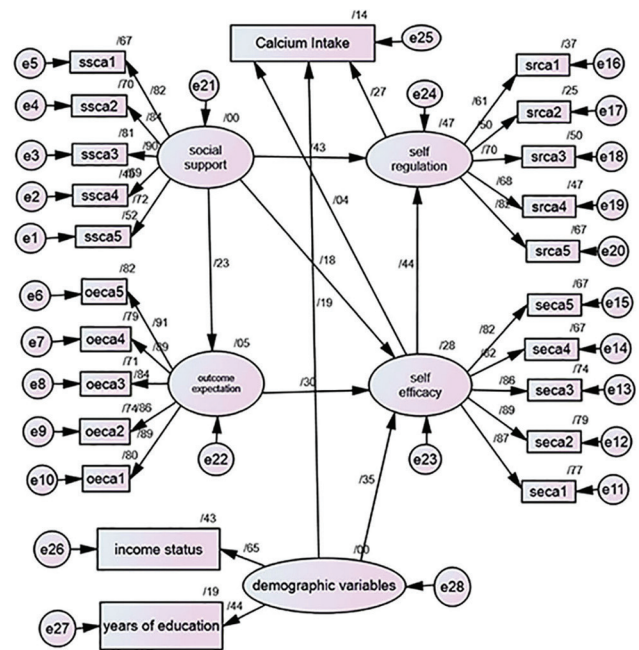 /14
Calcium Intake
e25
/67
e5
ssca1
/82
/70
e4
ssca2
/84
/81
e3
ssca3
/90
e2
ssca4
/72
/52
e1
ssca5
e21
/00
social
support
/43
/27
e24
/47
self
regulation
/37
/61
srca1
e16
/25
/50
srca2
e17
/50
/70
srca3
e18
/68
/47
srca4
e19
/82
/67
srca5
e20
/04
/18
/19
/23
/44
/82
e6
oeca5
/91
/79
e7
oeca4
/89
/71
e8
oeca3
/84
/74
/86
e9
oeca2
/89
/80
e10
oeca1
/05
outcome
expectation
e22
/30
/28
self
efficacy
e23
/35
/67
/82
seca5
e15
/67
/82
seca4
e14
/74
/86
seca3
e13
/89
/79
seca2
e12
/87
/77
seca1
e11
/43
e26
income status
/65
/00
demographic variables
e28
/19
/44
e27
years of education